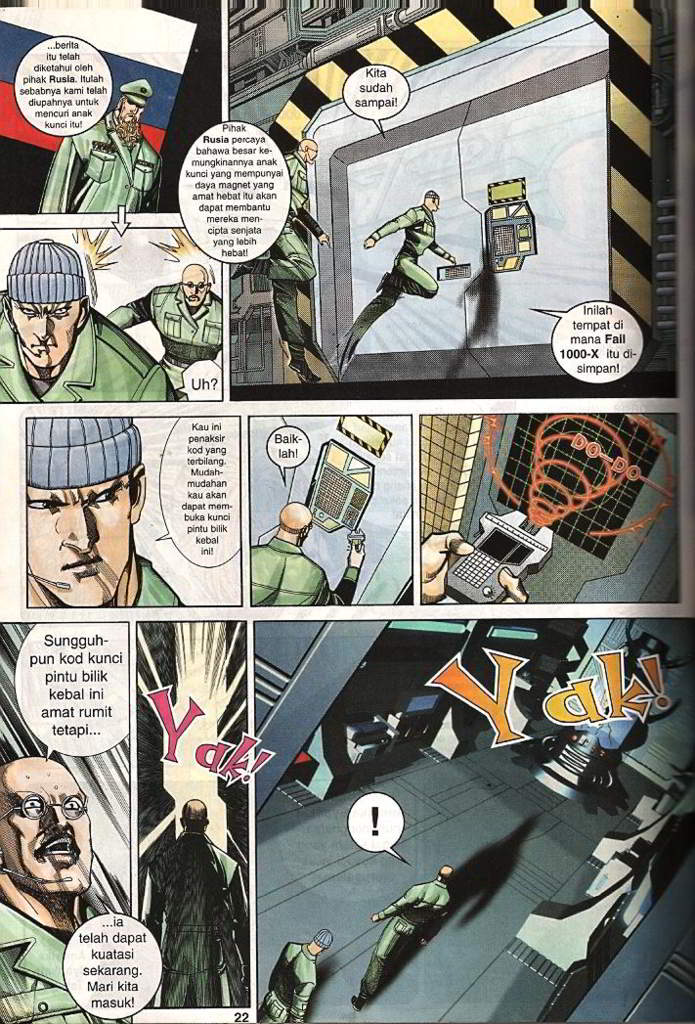 ...berita
itu telah
diketahui oleh
pihak Rusia. Itulah
sebabnya kami telah
diupahnya untuk
mencuri anak
kunci itu!
Pihak
Rusia percaya
bahawa besar ke-
mungkinannya anak
kunci yang mempunyai
daya magnet yang
amat hebat itu akan
dapat membantu
mereka men-
cipta senjata
yang lebih
hebat!
Kita
sudah
sampai!
Inilah
tempat di
mana Fail
1000-X itu di-
simpan!
Uh?
Kau ini
penaksir
kod yang
terbilang.
Mudah-
mudahan
kau akan
dapat mem-
buka kunci
pintu bilik
kebal
ini!
Baik-
lah!
DO-DO
Sungguh-
pun kod kunci
pintu bilik
kebal ini
amat rumit
tetapi...
...ia
telah dapat
kuatasi
sekarang.
Mari kita
masuk!
Yak!
Yak!
!
22